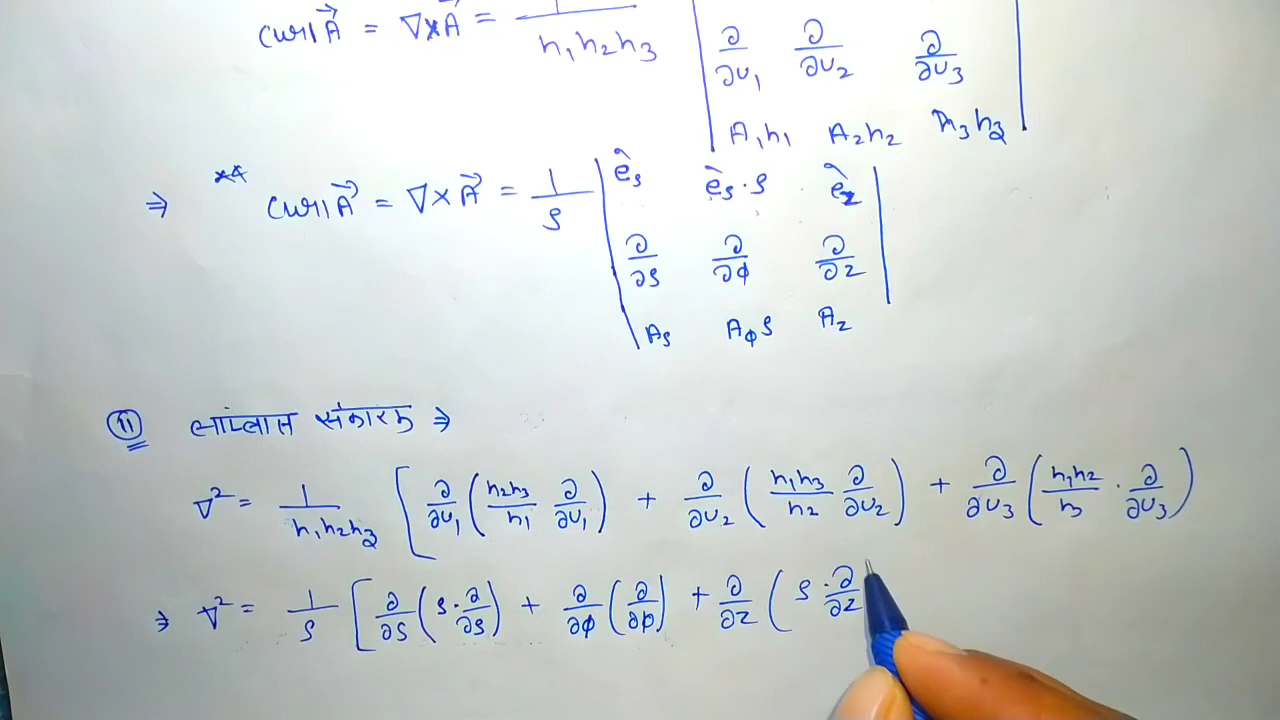 curl A⃗ = ∇×A⃗ = 1/h₁h₂h₃ | ∂/∂u₁ ∂/∂u₂ ∂/∂u₃ A₁h₁ A₂h₂ A₃h₃ |
⇒ ** curl A⃗ = ∇×A⃗ = 1/ρ | ê_ρ ê_ρ·ρ ê_z
∂/∂ρ ∂/∂φ ∂/∂z
A_ρ A_φρ A_z |
(11) लाप्लास संकारक ⇒
∇² = 1/h₁h₂h₃ [ ∂/∂u₁ ( h₂h₃/h₁ ∂/∂u₁ ) + ∂/∂u₂ ( h₁h₃/h₂ ∂/∂u₂ ) + ∂/∂u₃ ( h₁h₂/h₃ · ∂/∂u₃ )
⇒ ∇² = 1/ρ [ ∂/∂ρ ( ρ·∂/∂ρ ) + ∂/∂φ ( ∂/∂φ ) + ∂/∂z ( ρ·∂/∂z